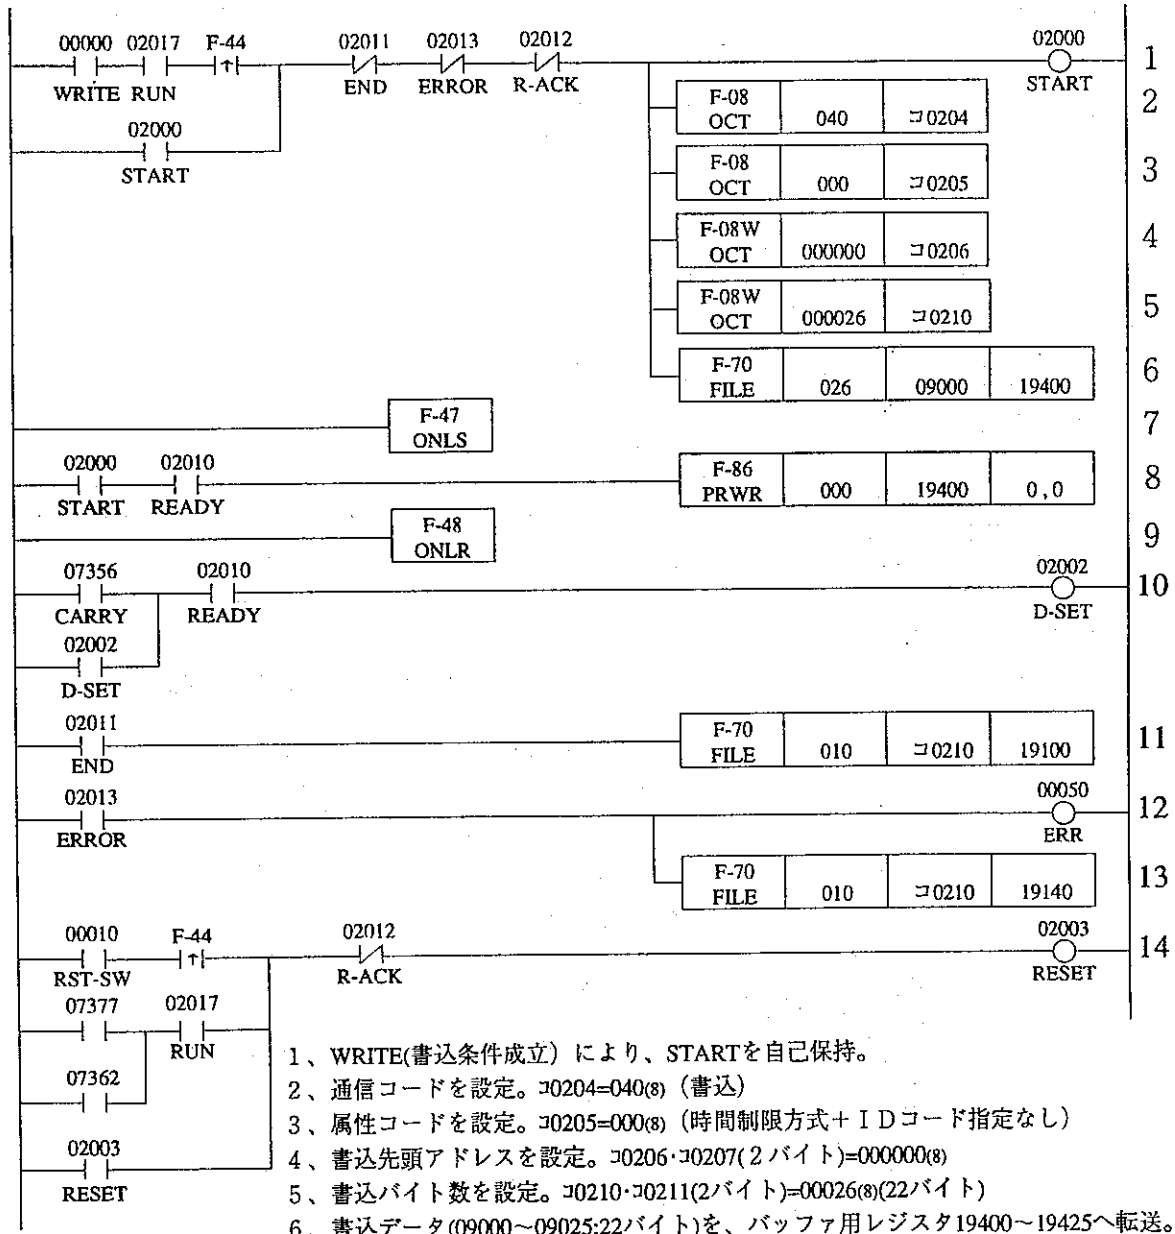 00000 02017 F-44 02011 02013 02012 02000 1
WRITE RUN ↑ END ERROR R-ACK START
F-08 OCT 040 コ0204 2
02000
START
F-08 OCT 000 コ0205 3
F-08W OCT 000000 コ0206 4
F-08W OCT 000026 コ0210 5
F-70 FILE 026 09000 19400 6
F-47 ONLS 7
02000 02010
START READY
F-86 PRWR 000 19400 0,0 8
F-48 ONLR 9
07356 02010 02002 10
CARRY READY D-SET
02002
D-SET
02011
END
F-70 FILE 010 コ0210 19100 11
02013 00050 12
ERROR ERR
F-70 FILE 010 コ0210 19140 13
00010 F-44 02012 02003 14
RST-SW ↑ R-ACK RESET
07377 02017
RUN
07362
02003
RESET
1、WRITE(書込条件成立)により、STARTを自己保持。
2、通信コードを設定。コ0204=040(8)(書込)
3、属性コードを設定。コ0205=000(8)(時間制限方式+IDコード指定なし)
4、書込先頭アドレスを設定。コ0206·コ0207(2バイト)=000000(8)
5、書込バイト数を設定。コ0210·コ0211(2バイト)=00026(8)(22バイト)
6、書込データ(09000~09025:22バイト)を、バッファ用レジスタ19400~19425へ転送。